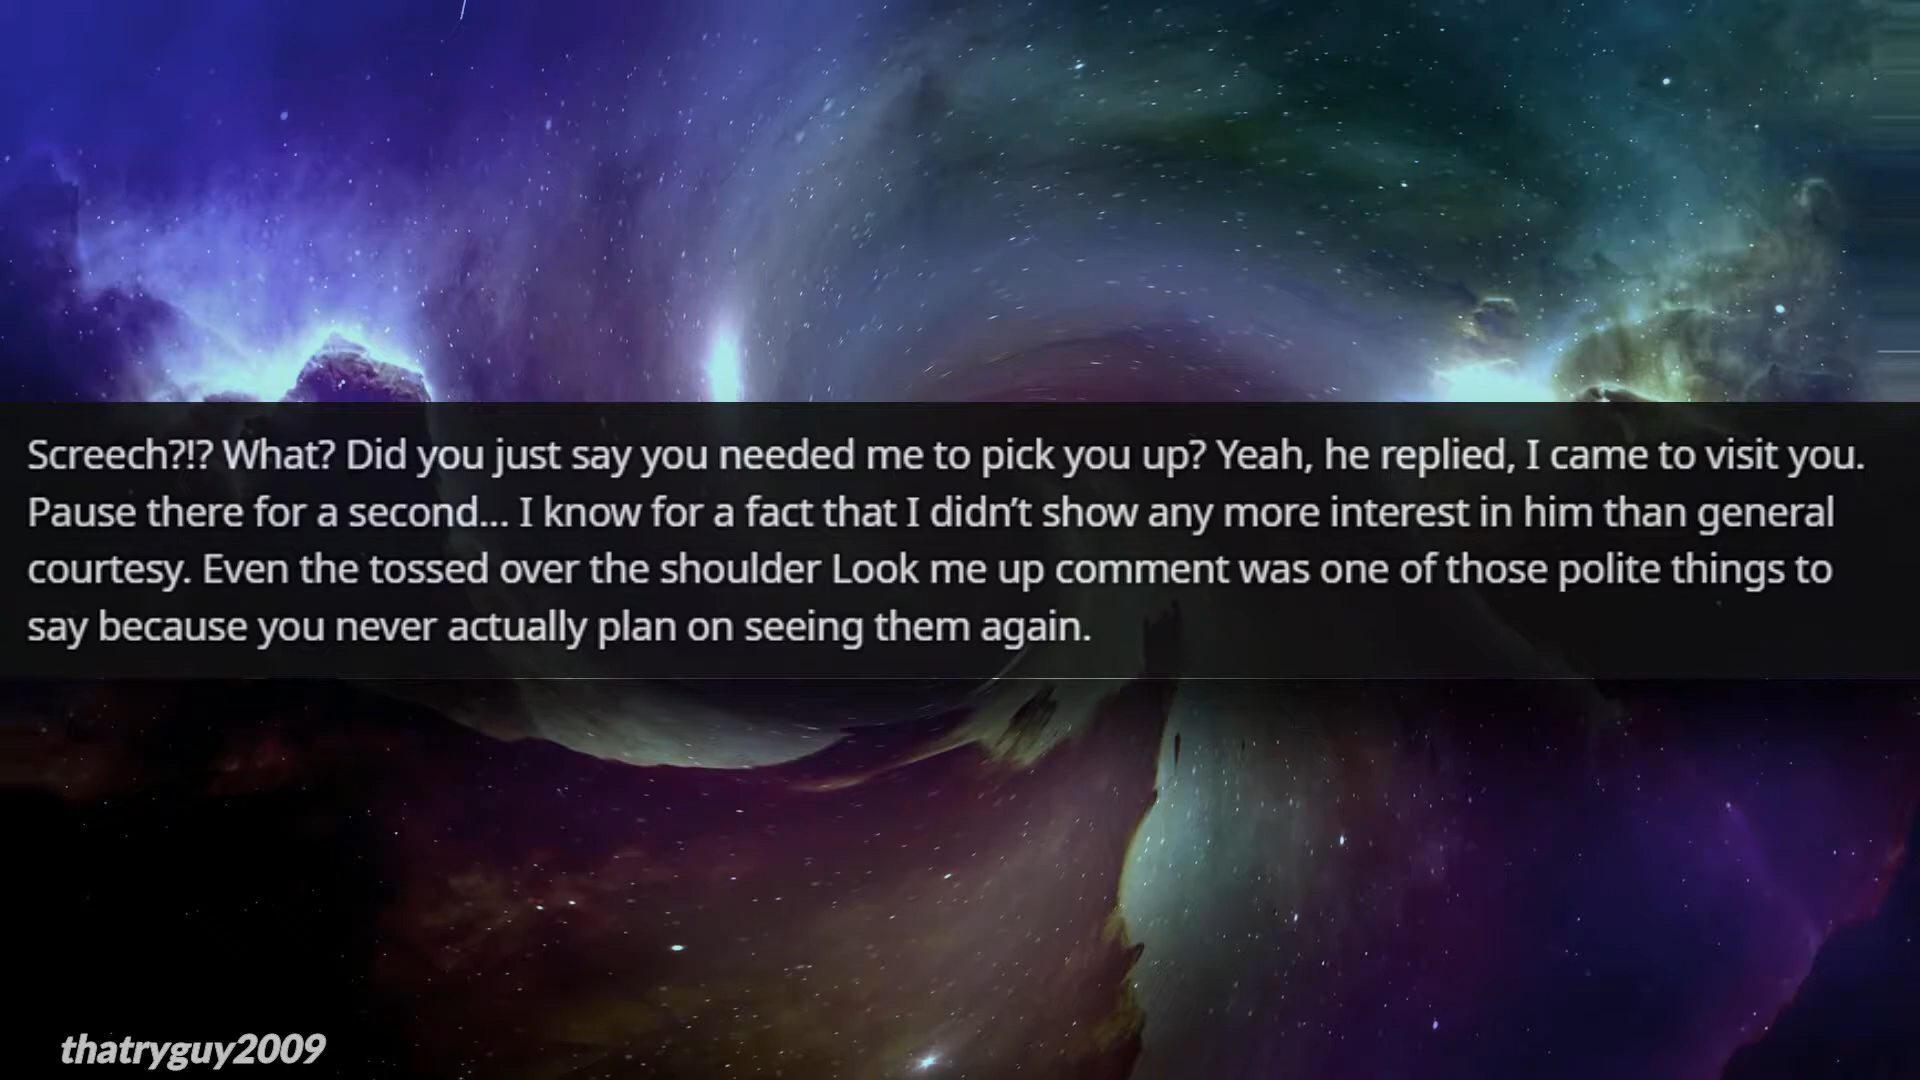 Screech?!? What? Did you just say you needed me to pick you up? Yeah, he replied, I came to visit you.
Pause there for a second... I know for a fact that I didn’t show any more interest in him than general
courtesy. Even the tossed over the shoulder Look me up comment was one of those polite things to
say because you never actually plan on seeing them again.
thatryguy2009